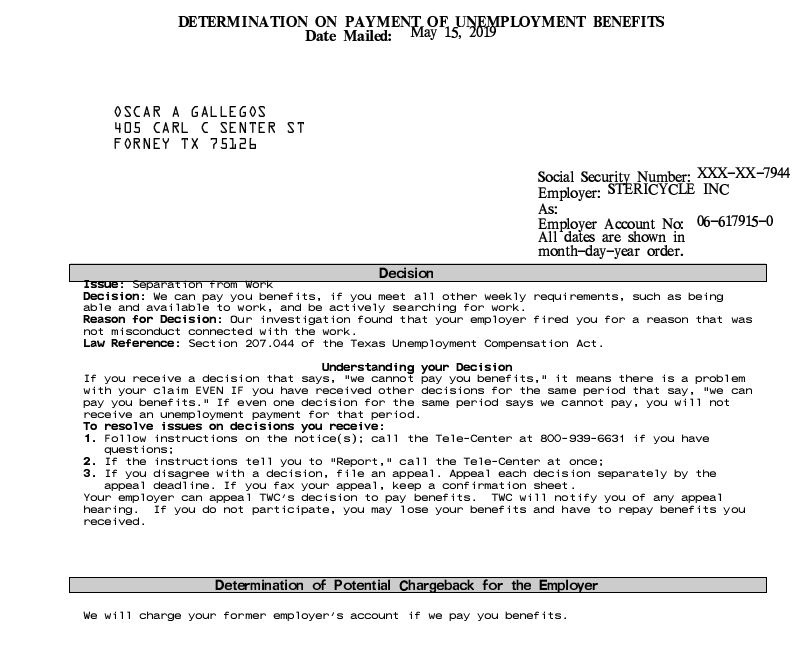 DETERMINATION ON PAYMENT OF UNEMPLOYMENT BENEFITS
Date Mailed: May 15, 2019
OSCAR A GALLEGOS
405 CARL C SENTER ST
FORNEY TX 75126
Social Security Number: XXX-XX-7944
Employer: STERICYCLE INC
As:
Employer Account No: 06-617915-0
All dates are shown in
month-day-year order.
Decision
Issue: Separation from Work
Decision: We can pay you benefits, if you meet all other weekly requirements, such as being
able and available to work, and be actively searching for work.
Reason for Decision: Our investigation found that your employer fired you for a reason that was
not misconduct connected with the work.
Law Reference: Section 207.044 of the Texas Unemployment Compensation Act.
Understanding your Decision
If you receive a decision that says, "we cannot pay you benefits," it means there is a problem
with your claim EVEN IF you have received other decisions for the same period that say, "we can
pay you benefits." If even one decision for the same period says we cannot pay, you will not
receive an unemployment payment for that period.
To resolve issues on decisions you receive:
1. Follow instructions on the notice(s); call the Tele-Center at 800-939-6631 if you have
questions;
2. If the instructions tell you to "Report," call the Tele-Center at once;
3. If you disagree with a decision, file an appeal. Appeal each decision separately by the
appeal deadline. If you fax your appeal, keep a confirmation sheet.
Your employer can appeal TWC's decision to pay benefits. TWC will notify you of any appeal
hearing. If you do not participate, you may lose your benefits and have to repay benefits you
received.
Determination of Potential Chargeback for the Employer
We will charge your former employer's account if we pay you benefits.